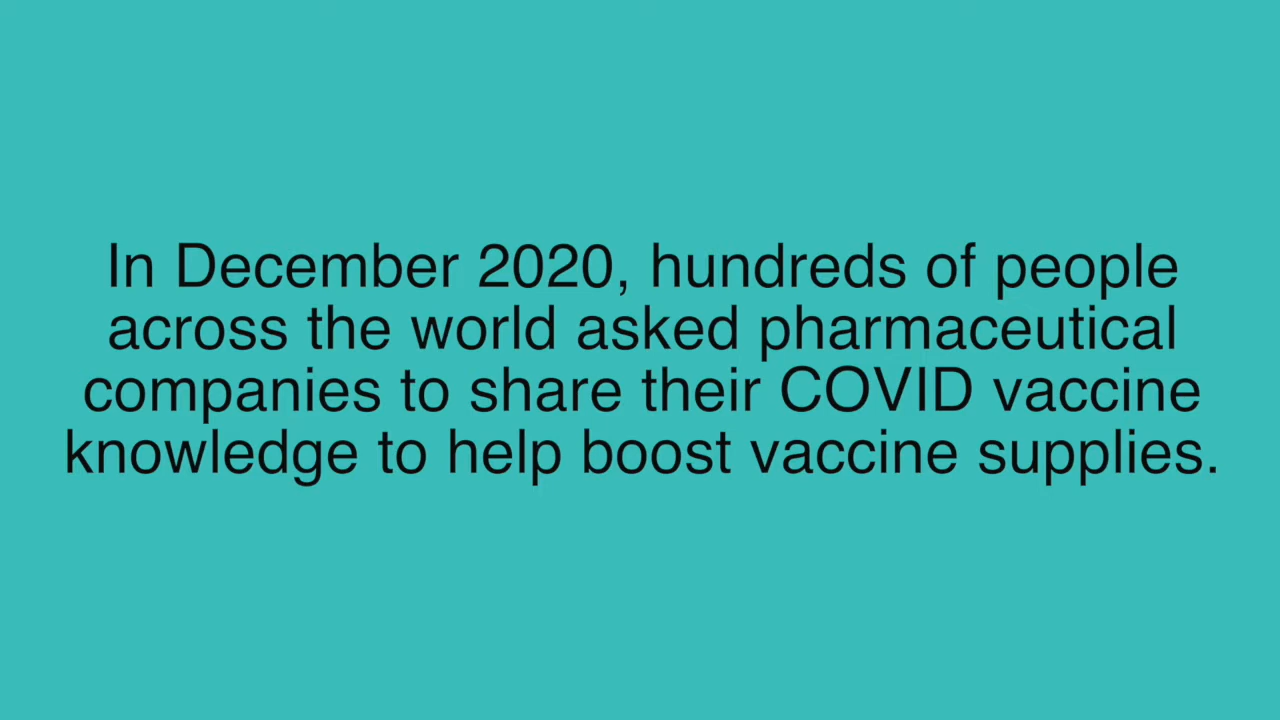 In December 2020, hundreds of people
across the world asked pharmaceutical
companies to share their COVID vaccine
knowledge to help boost vaccine supplies.